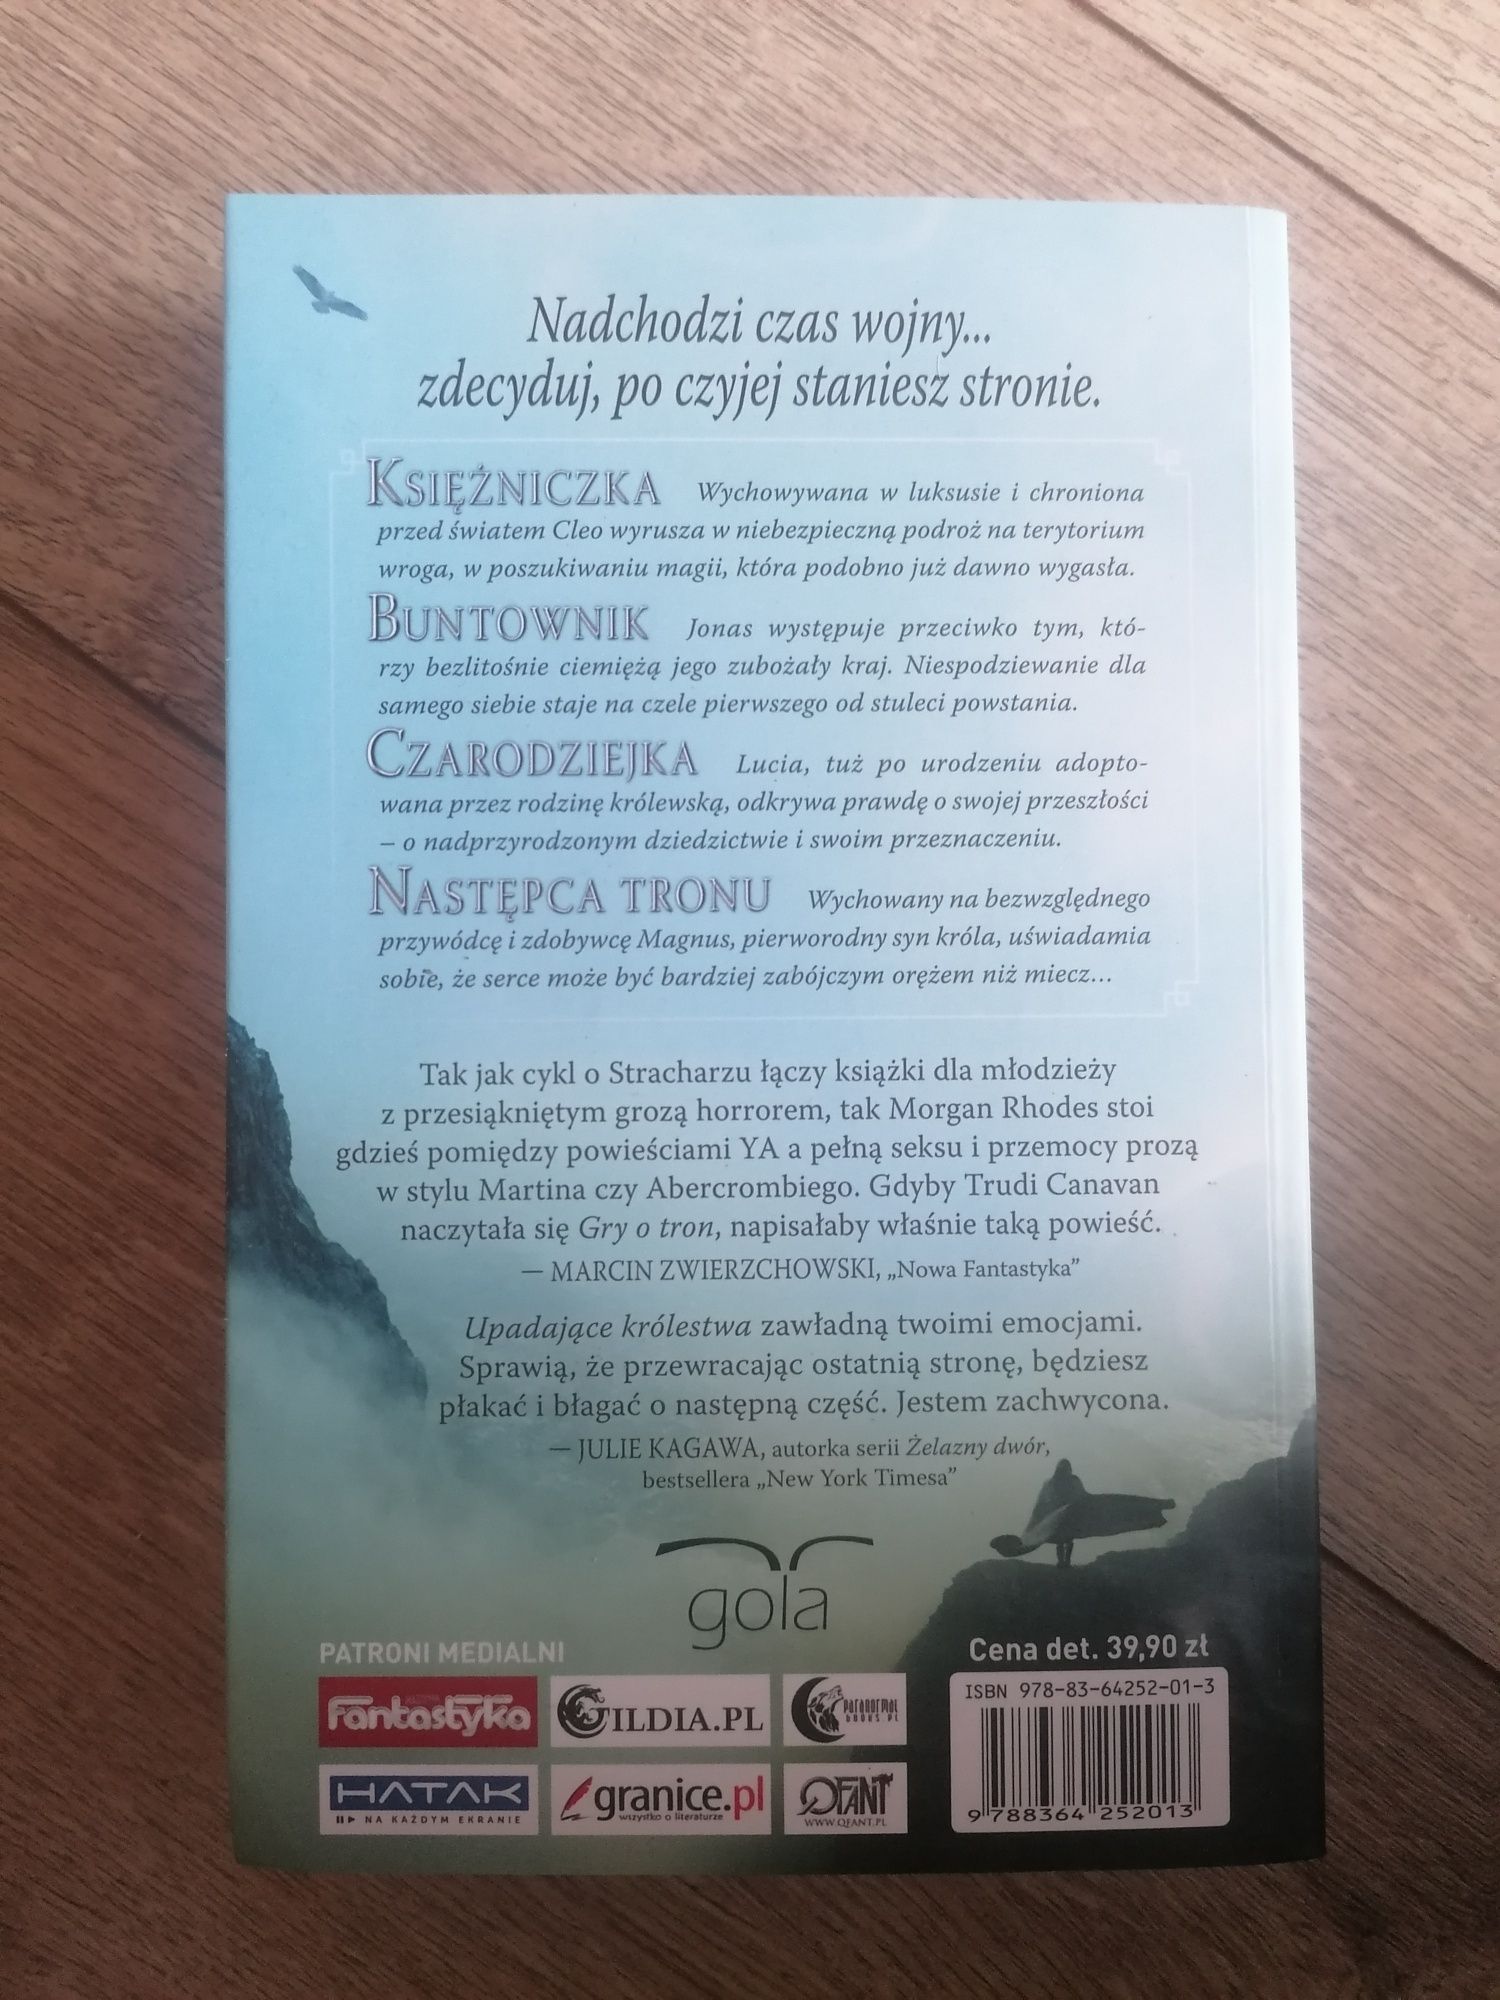 Nadchodzi czas wojny...
zdecyduj, po czyjej staniesz stronie.
KSIĘŻNICZKA Wychowywana w luksusie i chroniona
przed światem Cleo wyrusza w niebezpieczną podroż na terytorium
wroga, w poszukiwaniu magii, która podobno już dawno wygasła.
BUNTOWNIK Jonas występuje przeciwko tym, któ-
rzy bezlitośnie ciemiężą jego zubożały kraj. Niespodziewanie dla
samego siebie staje na czele pierwszego od stuleci powstania.
CZARODZIEJKA Lucia, tuż po urodzeniu adopto-
wana przez rodzinę królewską, odkrywa prawdę o swojej przeszłości
– o nadprzyrodzonym dziedzictwie i swoim przeznaczeniu.
NASTĘPCA TRONU Wychowany na bezwzględnego
przywódcę i zdobywcę Magnus, pierworodny syn króla, uświadamia
sobie, że serce może być bardziej zabójczym orężem niż miecz...
Tak jak cykl o Stracharzu łączy książki dla młodzieży
z przesiąkniętym grozą horrorem, tak Morgan Rhodes stoi
gdzieś pomiędzy powieściami YA a pełną seksu i przemocy prozą
w stylu Martina czy Abercrombiego. Gdyby Trudi Canavan
naczytała się Gry o tron, napisałaby właśnie taką powieść.
— MARCIN ZWIERZCHOWSKI, „Nowa Fantastyka”
Upadające królestwa zawładną twoimi emocjami.
Sprawią, że przewracając ostatnią stronę, będziesz
płakać i błagać o następną część. Jestem zachwycona.
— JULIE KAGAWA, autorka serii Żelazny dwór,
bestsellera „New York Timesa”
gola
PATRONI MEDIALNI
Cena det. 39,90 zł
Fantastyka
GILDIA.PL
PARANORMAL
BOOKS.PL
ISBN 978-83-64252-01-3
HATAK
NA KAŻDYM EKRANIE
granice.pl
wszystko o literaturze
QFANT
WWW.QFANT.PL
9 788364 252013